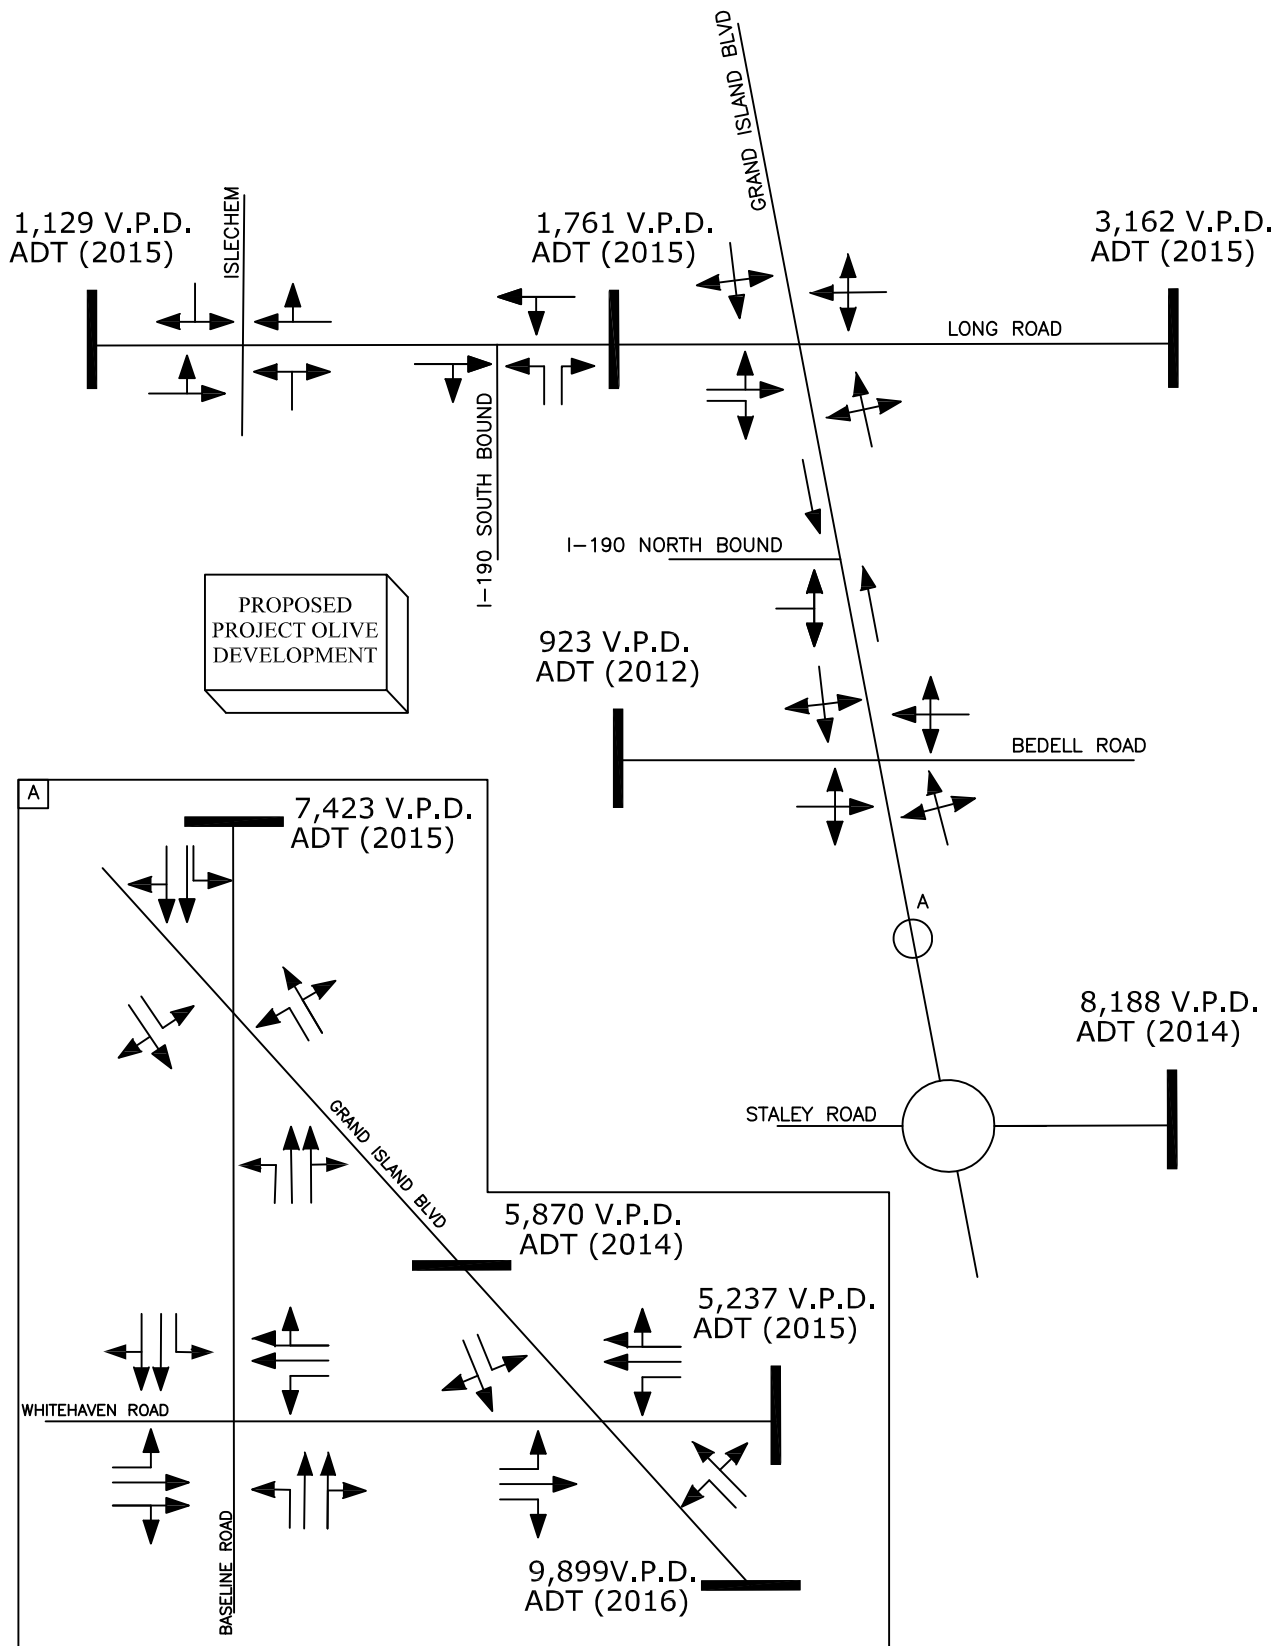 GRAND ISLAND BLVD
1,129 V.P.D.
ADT (2015)
ISLECHEM
1,761 V.P.D.
ADT (2015)
3,162 V.P.D.
ADT (2015)
LONG ROAD
I-190 SOUTH BOUND
I-190 NORTH BOUND
PROPOSED
PROJECT OLIVE
DEVELOPMENT
923 V.P.D.
ADT (2012)
BEDELL ROAD
A
7,423 V.P.D.
ADT (2015)
A
8,188 V.P.D.
ADT (2014)
STALEY ROAD
GRAND ISLAND BLVD
5,870 V.P.D.
ADT (2014)
5,237 V.P.D.
ADT (2015)
WHITEHAVEN ROAD
BASELINE ROAD
9,899V.P.D.
ADT (2016)